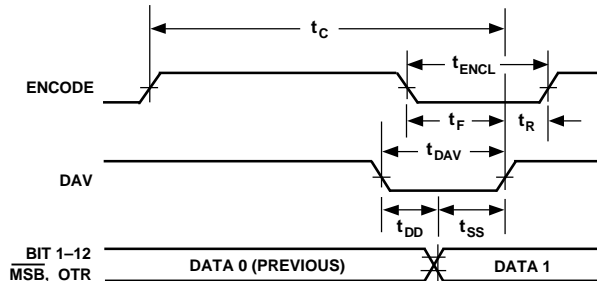 tC
tENCL
ENCODE
tF
tR
tDAV
DAV
tDD
tSS
BIT 1–12
MSB, OTR
DATA 0 (PREVIOUS)
DATA 1